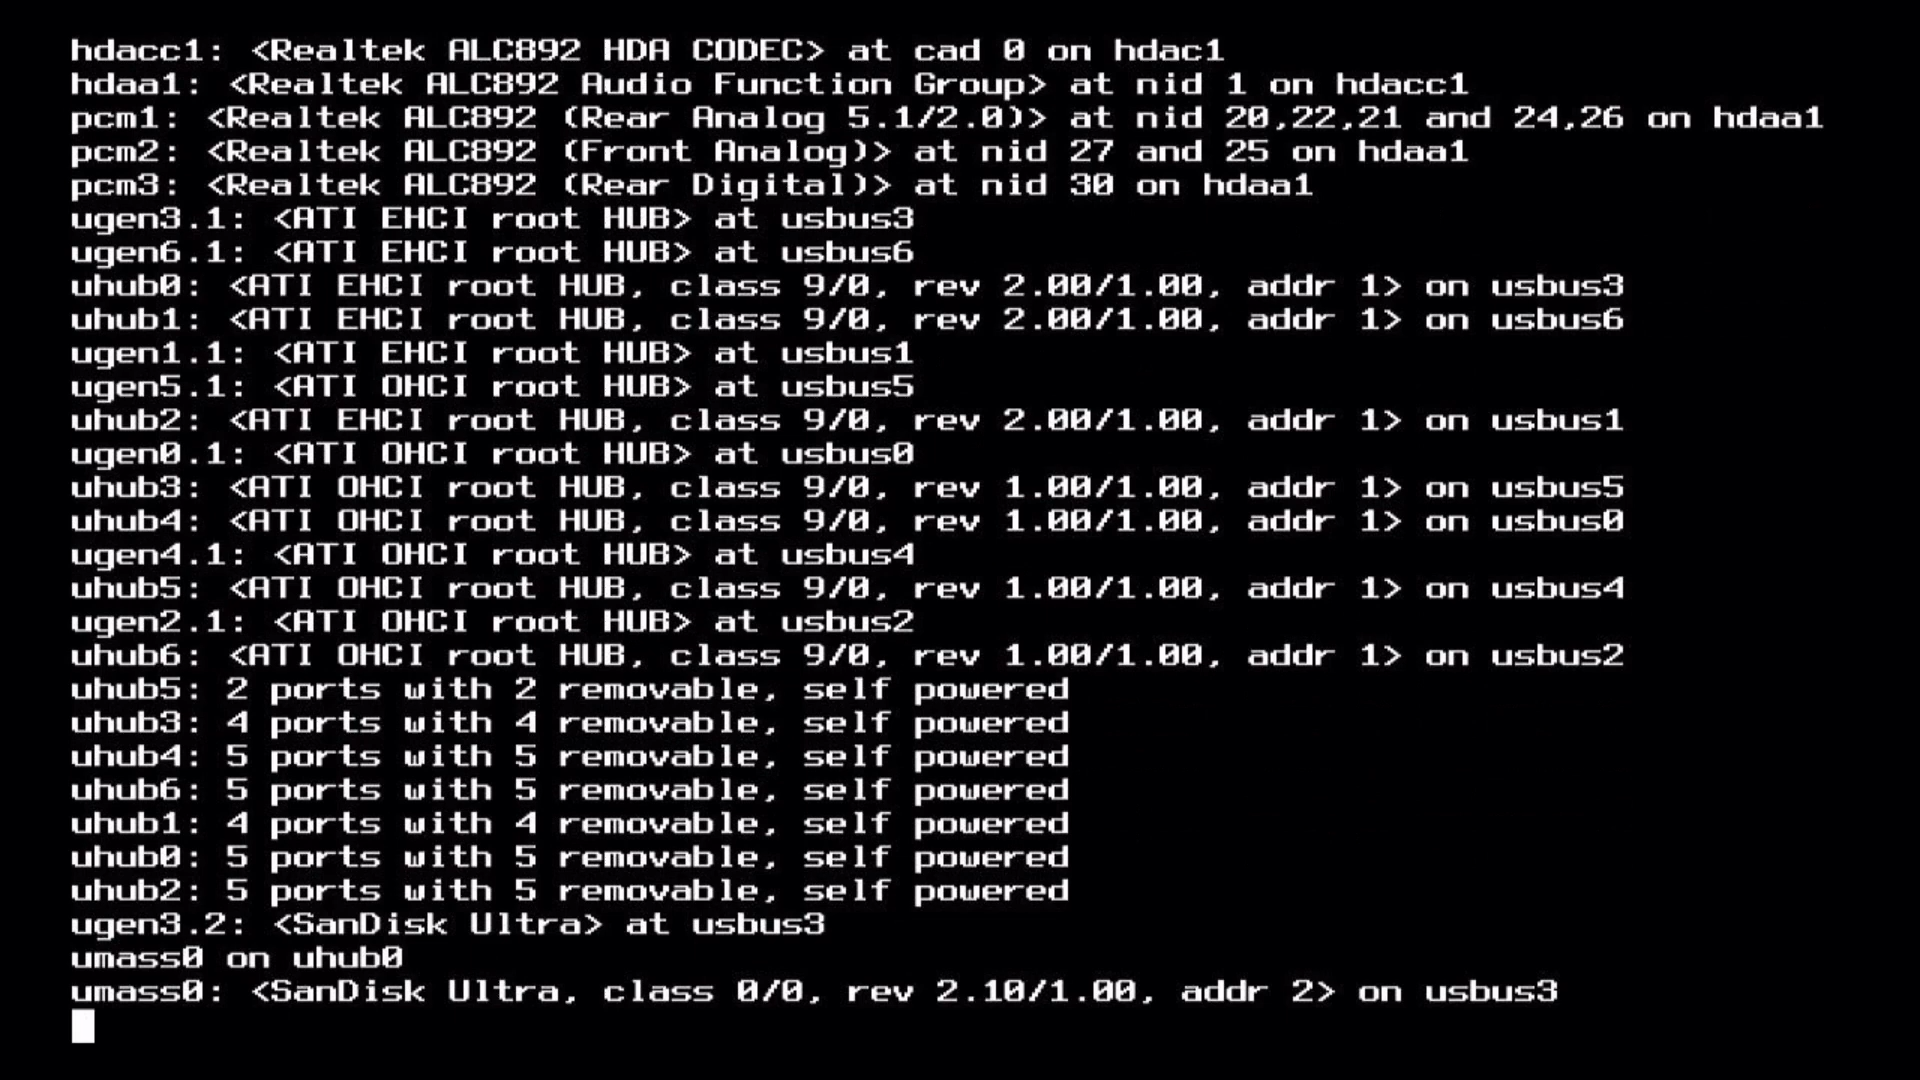 hdacc1: <Realtek ALC892 HDA CODEC> at cad 0 on hdac1
hdaa1: <Realtek ALC892 Audio Function Group> at nid 1 on hdacc1
pcm1: <Realtek ALC892 (Rear Analog 5.1/2.0)> at nid 20,22,21 and 24,26 on hdaa1
pcm2: <Realtek ALC892 (Front Analog)> at nid 27 and 25 on hdaa1
pcm3: <Realtek ALC892 (Rear Digital)> at nid 30 on hdaa1
ugen3.1: <ATI EHCI root HUB> at usbus3
ugen6.1: <ATI EHCI root HUB> at usbus6
uhub0: <ATI EHCI root HUB, class 9/0, rev 2.00/1.00, addr 1> on usbus3
uhub1: <ATI EHCI root HUB, class 9/0, rev 2.00/1.00, addr 1> on usbus6
ugen1.1: <ATI EHCI root HUB> at usbus1
ugen5.1: <ATI OHCI root HUB> at usbus5
uhub2: <ATI EHCI root HUB, class 9/0, rev 2.00/1.00, addr 1> on usbus1
ugen0.1: <ATI OHCI root HUB> at usbus0
uhub3: <ATI OHCI root HUB, class 9/0, rev 1.00/1.00, addr 1> on usbus5
uhub4: <ATI OHCI root HUB, class 9/0, rev 1.00/1.00, addr 1> on usbus0
ugen4.1: <ATI OHCI root HUB> at usbus4
uhub5: <ATI OHCI root HUB, class 9/0, rev 1.00/1.00, addr 1> on usbus4
ugen2.1: <ATI OHCI root HUB> at usbus2
uhub6: <ATI OHCI root HUB, class 9/0, rev 1.00/1.00, addr 1> on usbus2
uhub5: 2 ports with 2 removable, self powered
uhub3: 4 ports with 4 removable, self powered
uhub4: 5 ports with 5 removable, self powered
uhub6: 5 ports with 5 removable, self powered
uhub1: 4 ports with 4 removable, self powered
uhub0: 5 ports with 5 removable, self powered
uhub2: 5 ports with 5 removable, self powered
ugen3.2: <SanDisk Ultra> at usbus3
umass0 on uhub0
umass0: <SanDisk Ultra, class 0/0, rev 2.10/1.00, addr 2> on usbus3